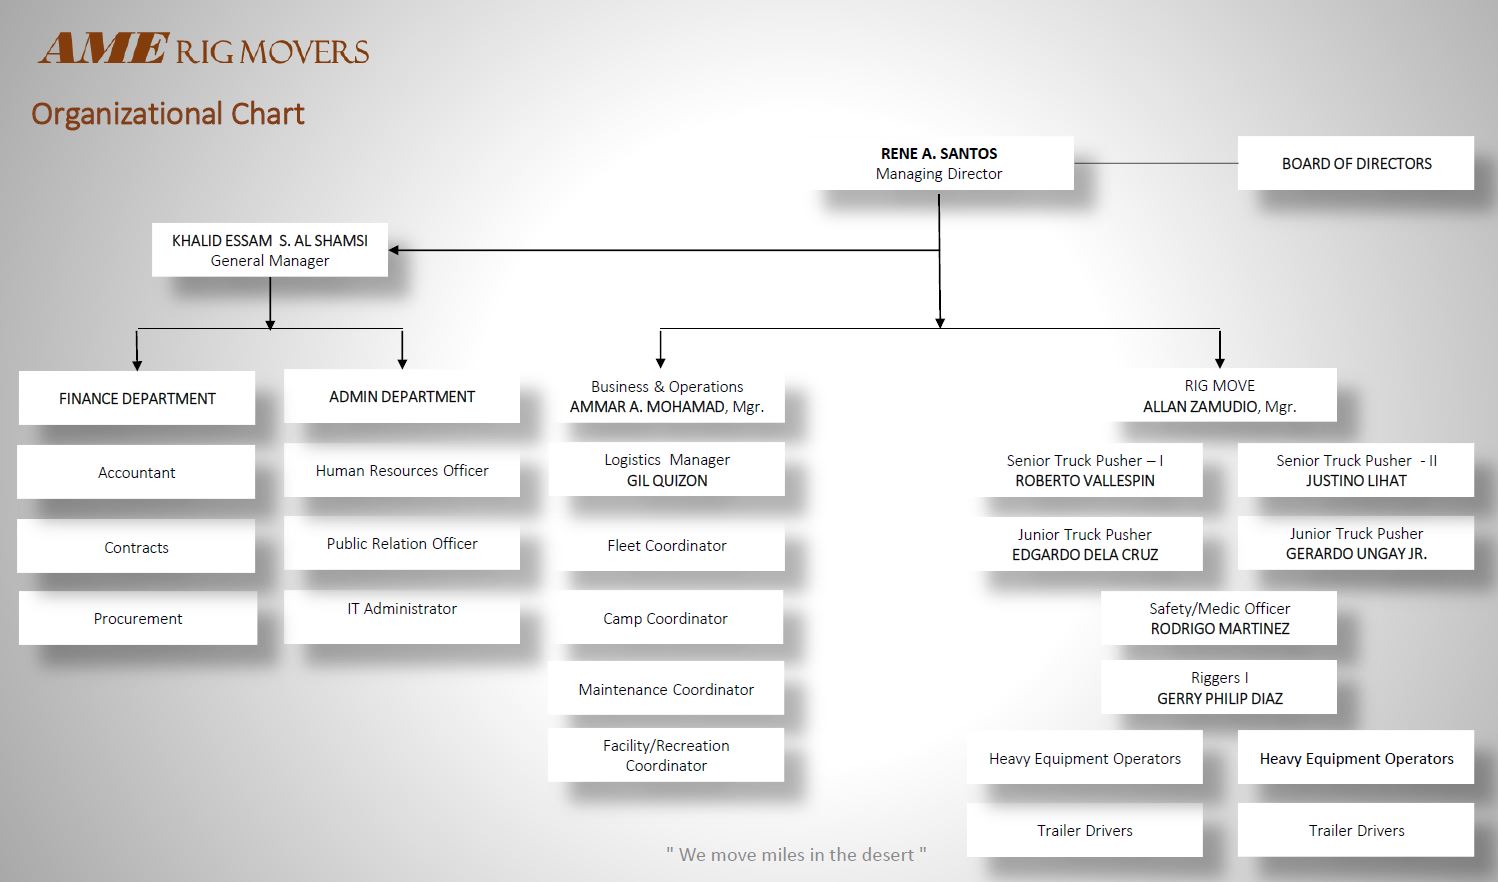 AME RIG MOVERS
Organizational Chart
RENE A. SANTOS
Managing Director
BOARD OF DIRECTORS
KHALID ESSAM S. AL SHAMSI
General Manager
FINANCE DEPARTMENT
Accountant
Contracts
Procurement
ADMIN DEPARTMENT
Human Resources Officer
Public Relation Officer
IT Administrator
Business & Operations
AMMAR A. MOHAMAD, Mgr.
Logistics Manager
GIL QUIZON
Fleet Coordinator
Camp Coordinator
Maintenance Coordinator
Facility/Recreation
Coordinator
RIG MOVE
ALLAN ZAMUDIO, Mgr.
Senior Truck Pusher – I
ROBERTO VALLESPIN
Senior Truck Pusher - II
JUSTINO LIHAT
Junior Truck Pusher
EDGARDO DELA CRUZ
Junior Truck Pusher
GERARDO UNGAY JR.
Safety/Medic Officer
RODRIGO MARTINEZ
Riggers I
GERRY PHILIP DIAZ
Heavy Equipment Operators
Heavy Equipment Operators
Trailer Drivers
Trailer Drivers
" We move miles in the desert "